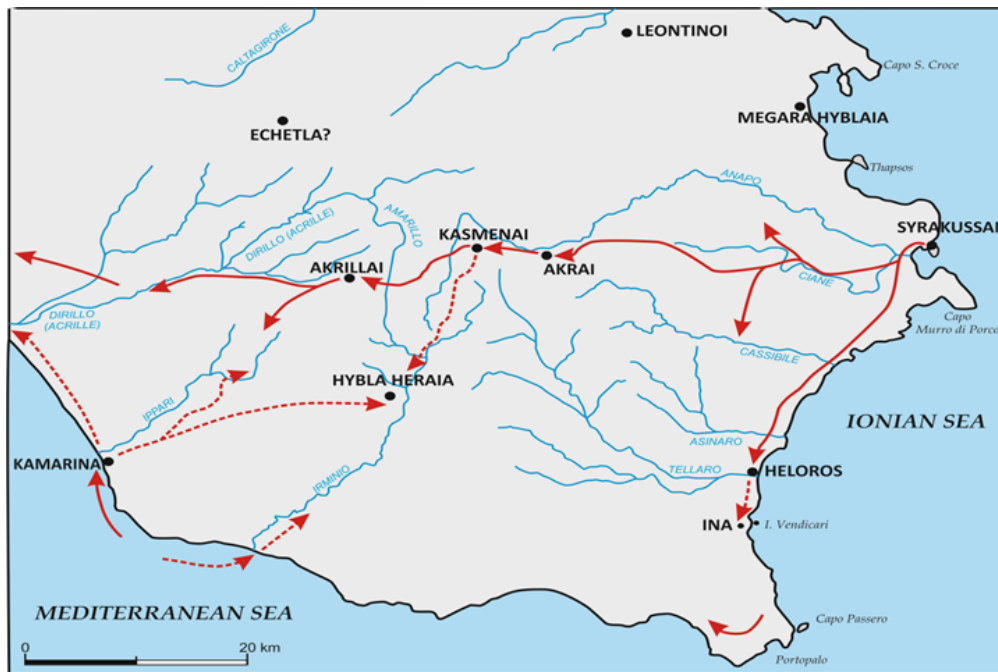 LEONTINOI
CALTAGIRONE
Capo S. Croce
MEGARA HYBLAIA
ECHETLA?
Thapsos
ANAPO
AMARILLO
DIRILLO (ACRILLE)
KASMENAI
SYRAKUSSAI
AKRAI
AKRILLAI
CIANE
DIRILLO
(ACRILLE)
Capo
Murro di Porco
CASSIBILE
HYBLA HERAIA
IPPARI
IONIAN SEA
ASINARO
KAMARINA
TELLARO
HELOROS
IRMINIO
INA
I. Vendicari
MEDITERRANEAN SEA
Capo Passero
0
20 km
Portopalo